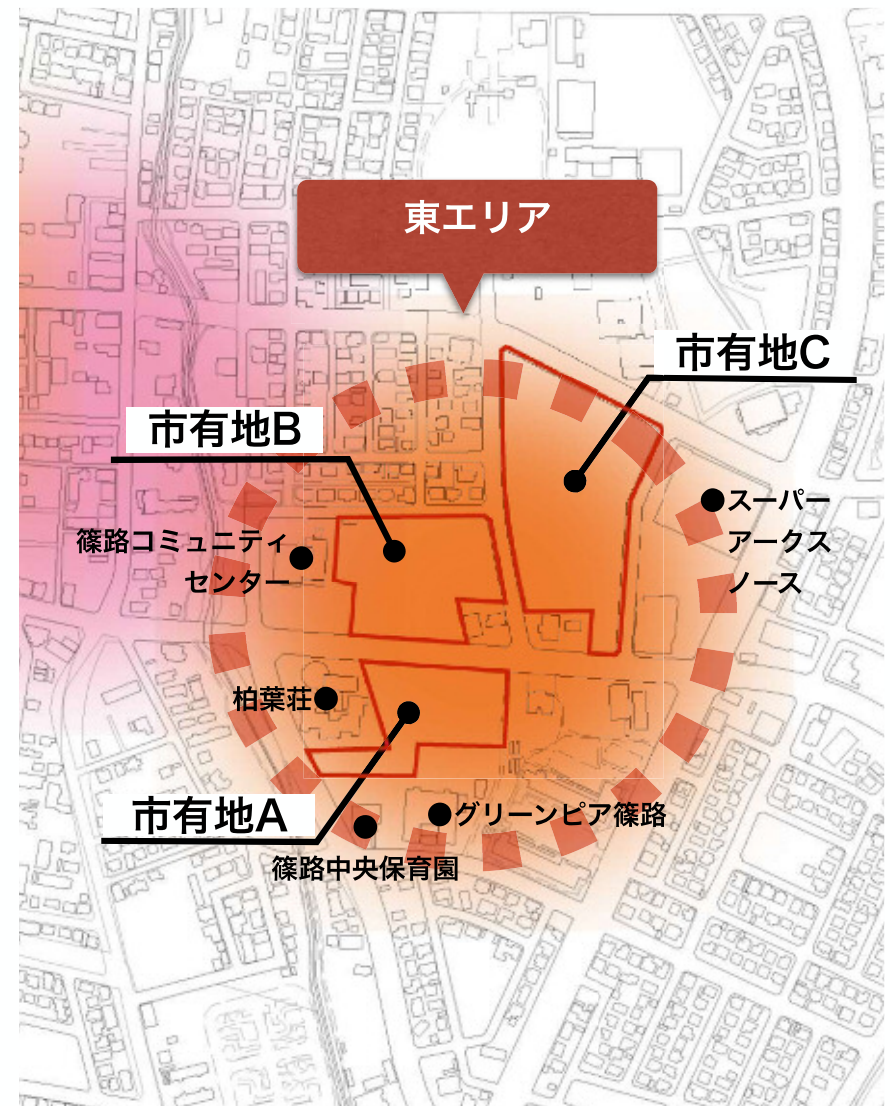 東エリア
市有地C
市有地B
スーパー
アークス
ノース
篠路コミュニティ
センター
柏葉荘
市有地A
グリーンピア篠路
篠路中央保育園